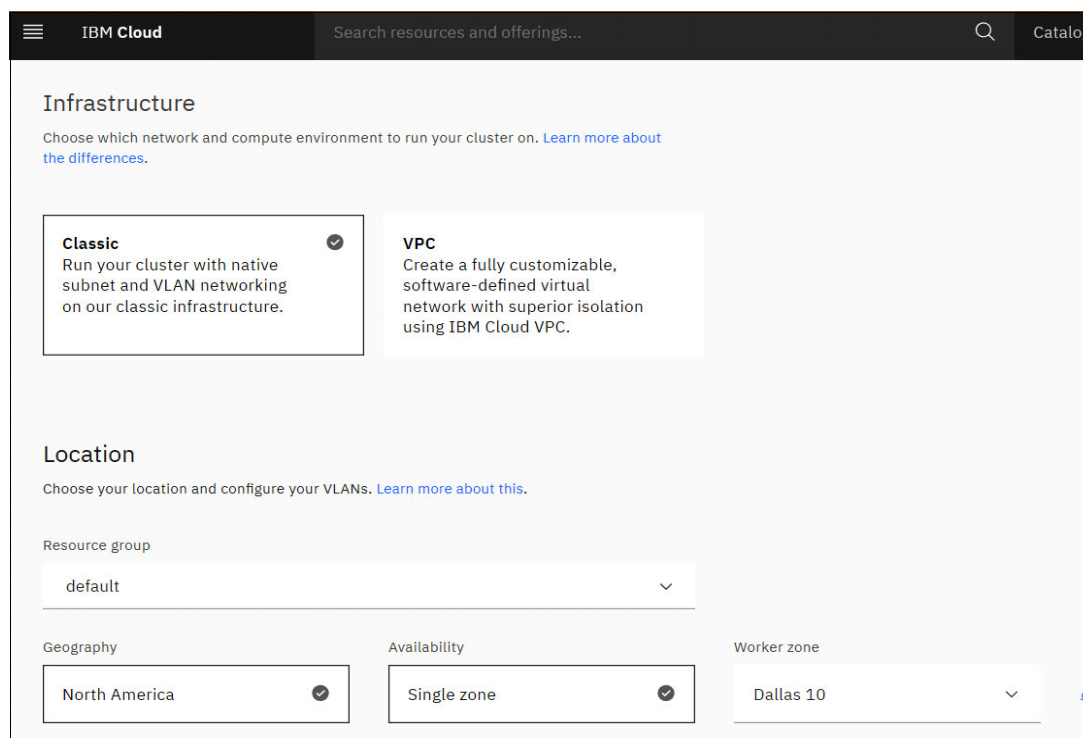 IBM Cloud
Search resources and offerings...
Catalo
Infrastructure
Choose which network and compute environment to run your cluster on. Learn more about
the differences.
Classic
Run your cluster with native
subnet and VLAN networking
on our classic infrastructure.
VPC
Create a fully customizable,
software-defined virtual
network with superior isolation
using IBM Cloud VPC.
Location
Choose your location and configure your VLANs. Learn more about this.
Resource group
default
Geography
Availability
Worker zone
North America
Single zone
Dallas 10